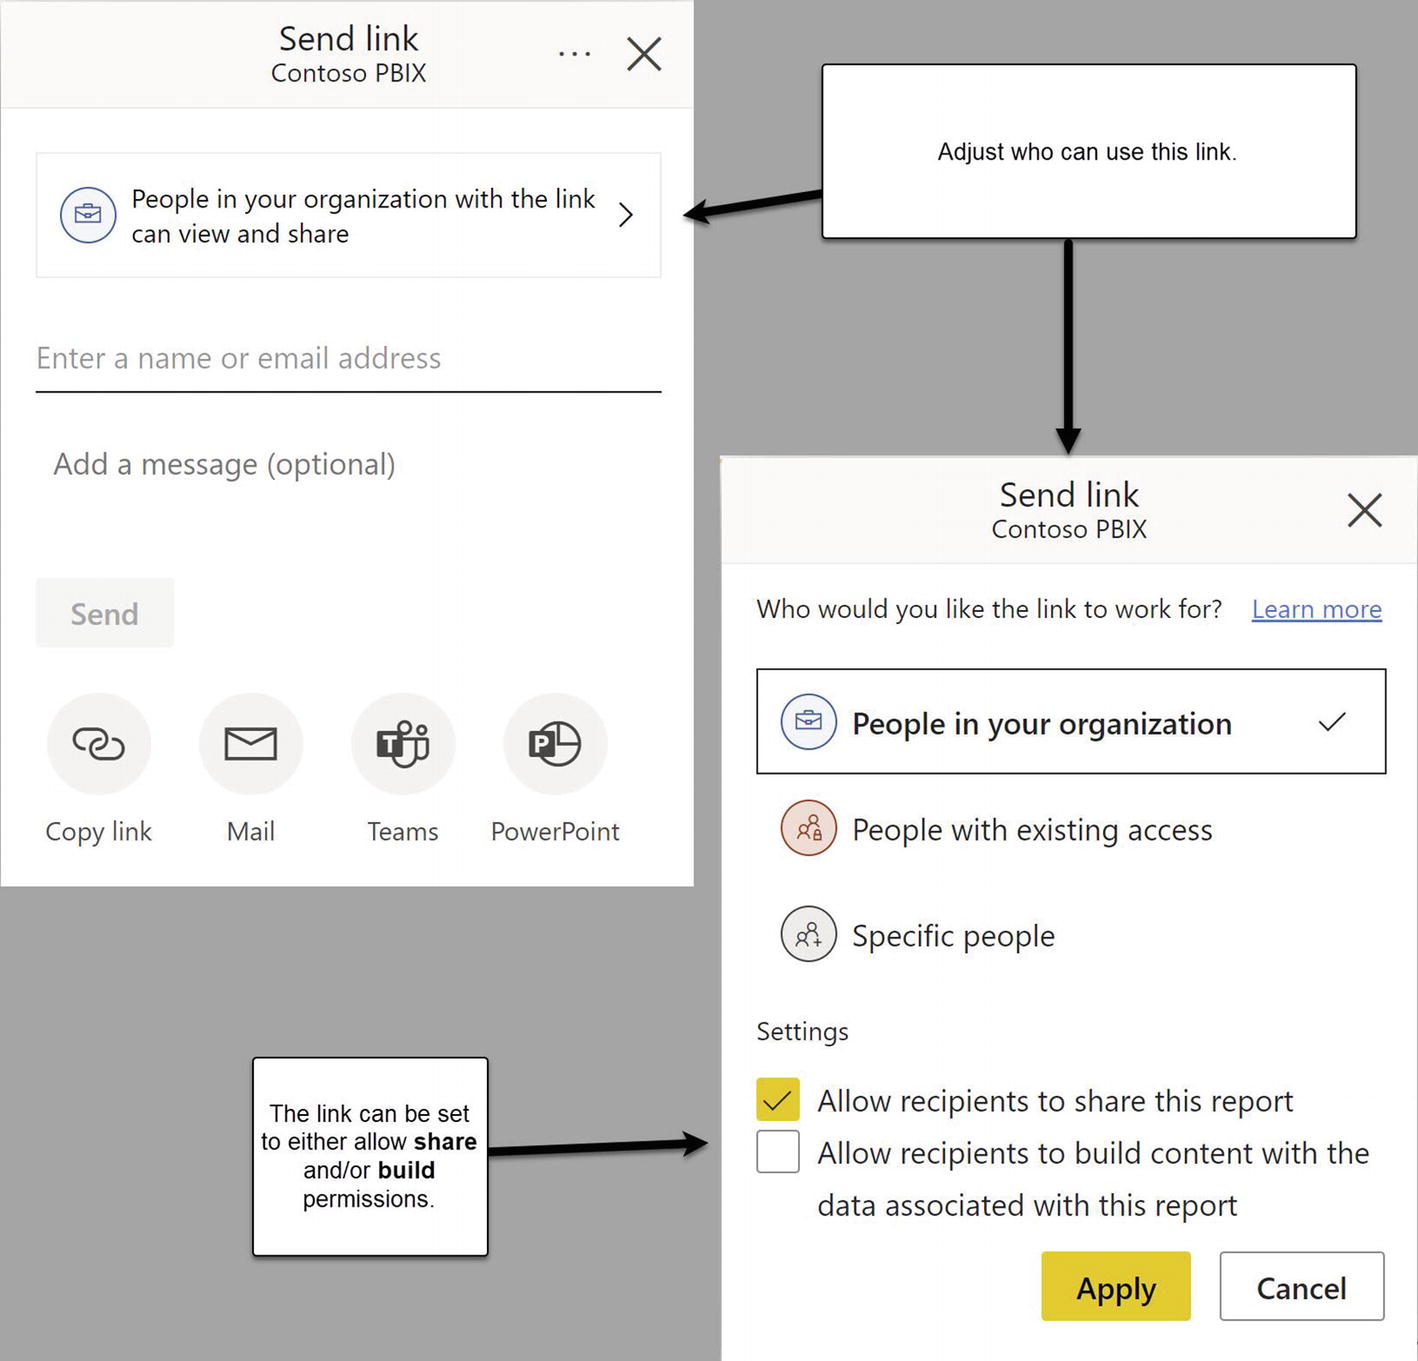 Send link
Contoso PBIX
People in your organization with the link
can view and share
Enter a name or email address
Add a message (optional)
Send
Copy link
Mail
Teams
PowerPoint
Adjust who can use this link.
Send link
Contoso PBIX
Who would you like the link to work for? Learn more
People in your organization
People with existing access
Specific people
Settings
Allow recipients to share this report
Allow recipients to build content with the
data associated with this report
Apply
Cancel
The link can be set
to either allow share
and/or build
permissions.